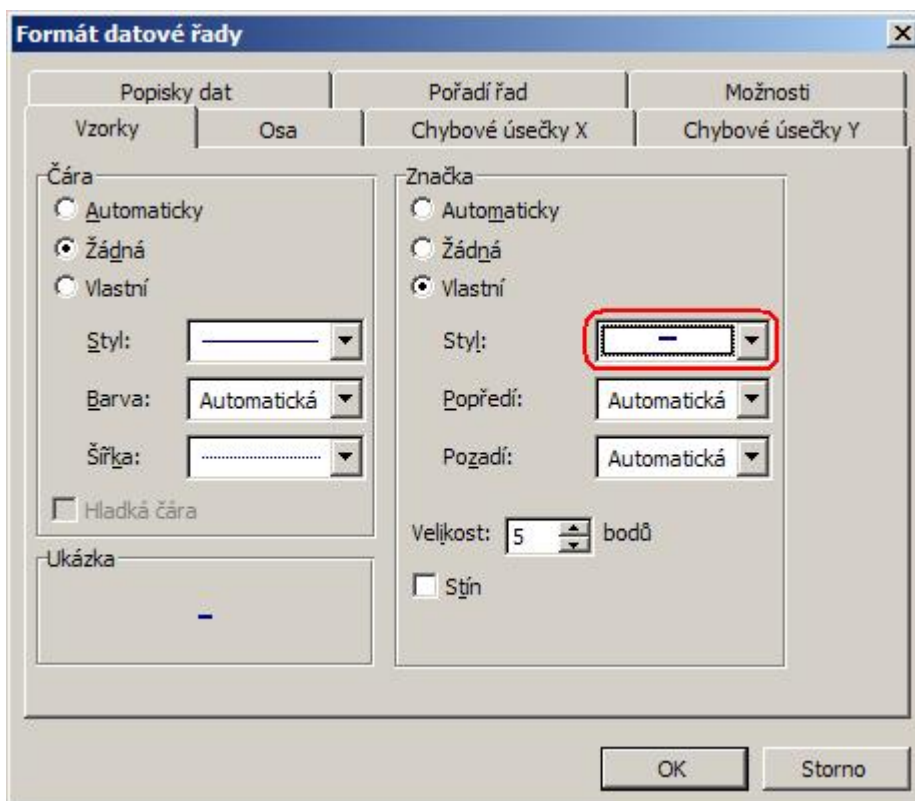 Formát datové řady
Popisky dat
Pořadí řad
Možnosti
Vzorky
Osa
Chybové úsečky X
Chybové úsečky Y
Čára
Automaticky
Žádná
Vlastní
Styl:
Barva:
Automatická
Šířka:
Hladká čára
Ukázka
Značka
Automaticky
Žádná
Vlastní
Styl:
Popředí:
Automatická
Pozadí:
Automatická
Velikost: 5 bodů
Stín
OK
Storno